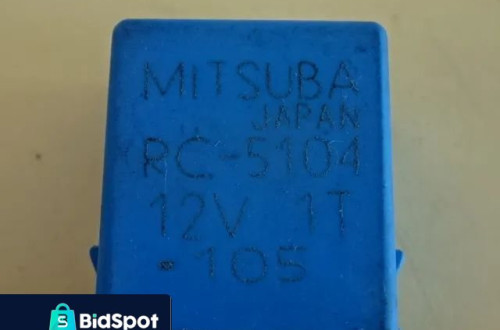 MITSUBA
JAPAN
RC-5104
12V 1T
•105
S BidSpot